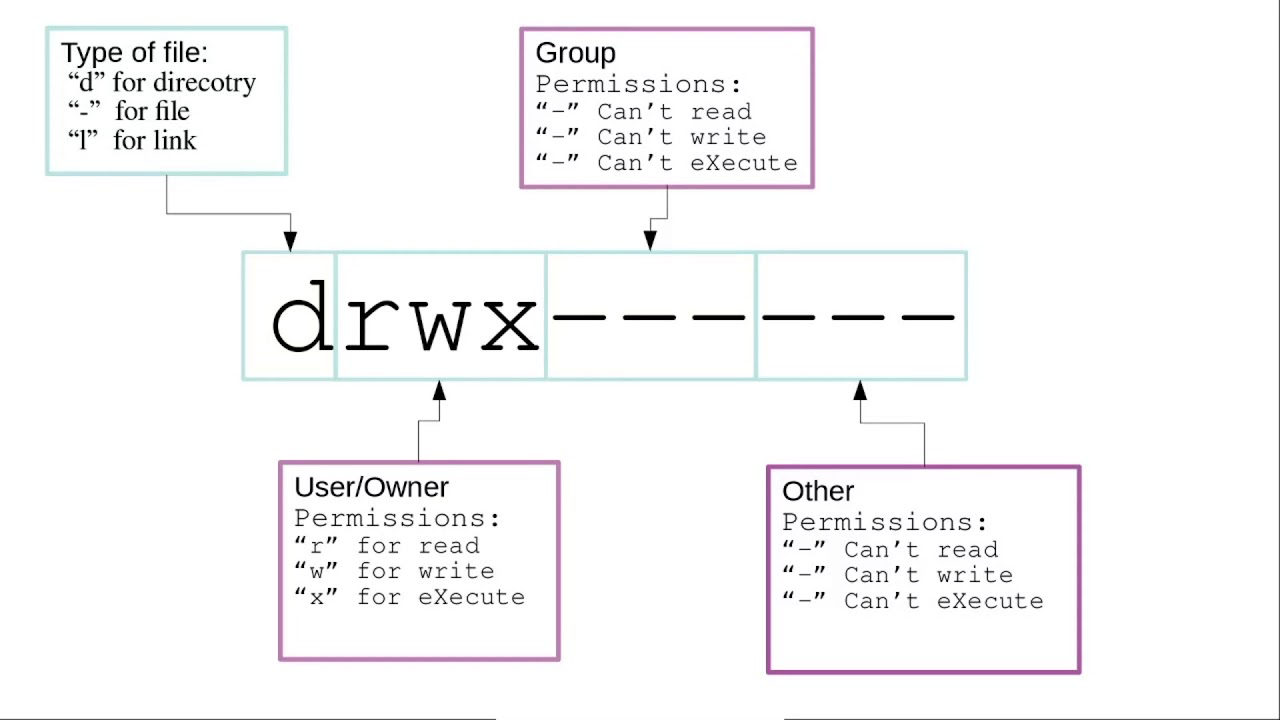 Type of file:
“d” for direcotry
“-” for file
“l” for link
Group
Permissions:
“-” Can’t read
“-” Can’t write
“-” Can’t eXecute
drwx------
User/Owner
Permissions:
“r” for read
“w” for write
“x” for eXecute
Other
Permissions:
“-” Can’t read
“-” Can’t write
“-” Can’t eXecute